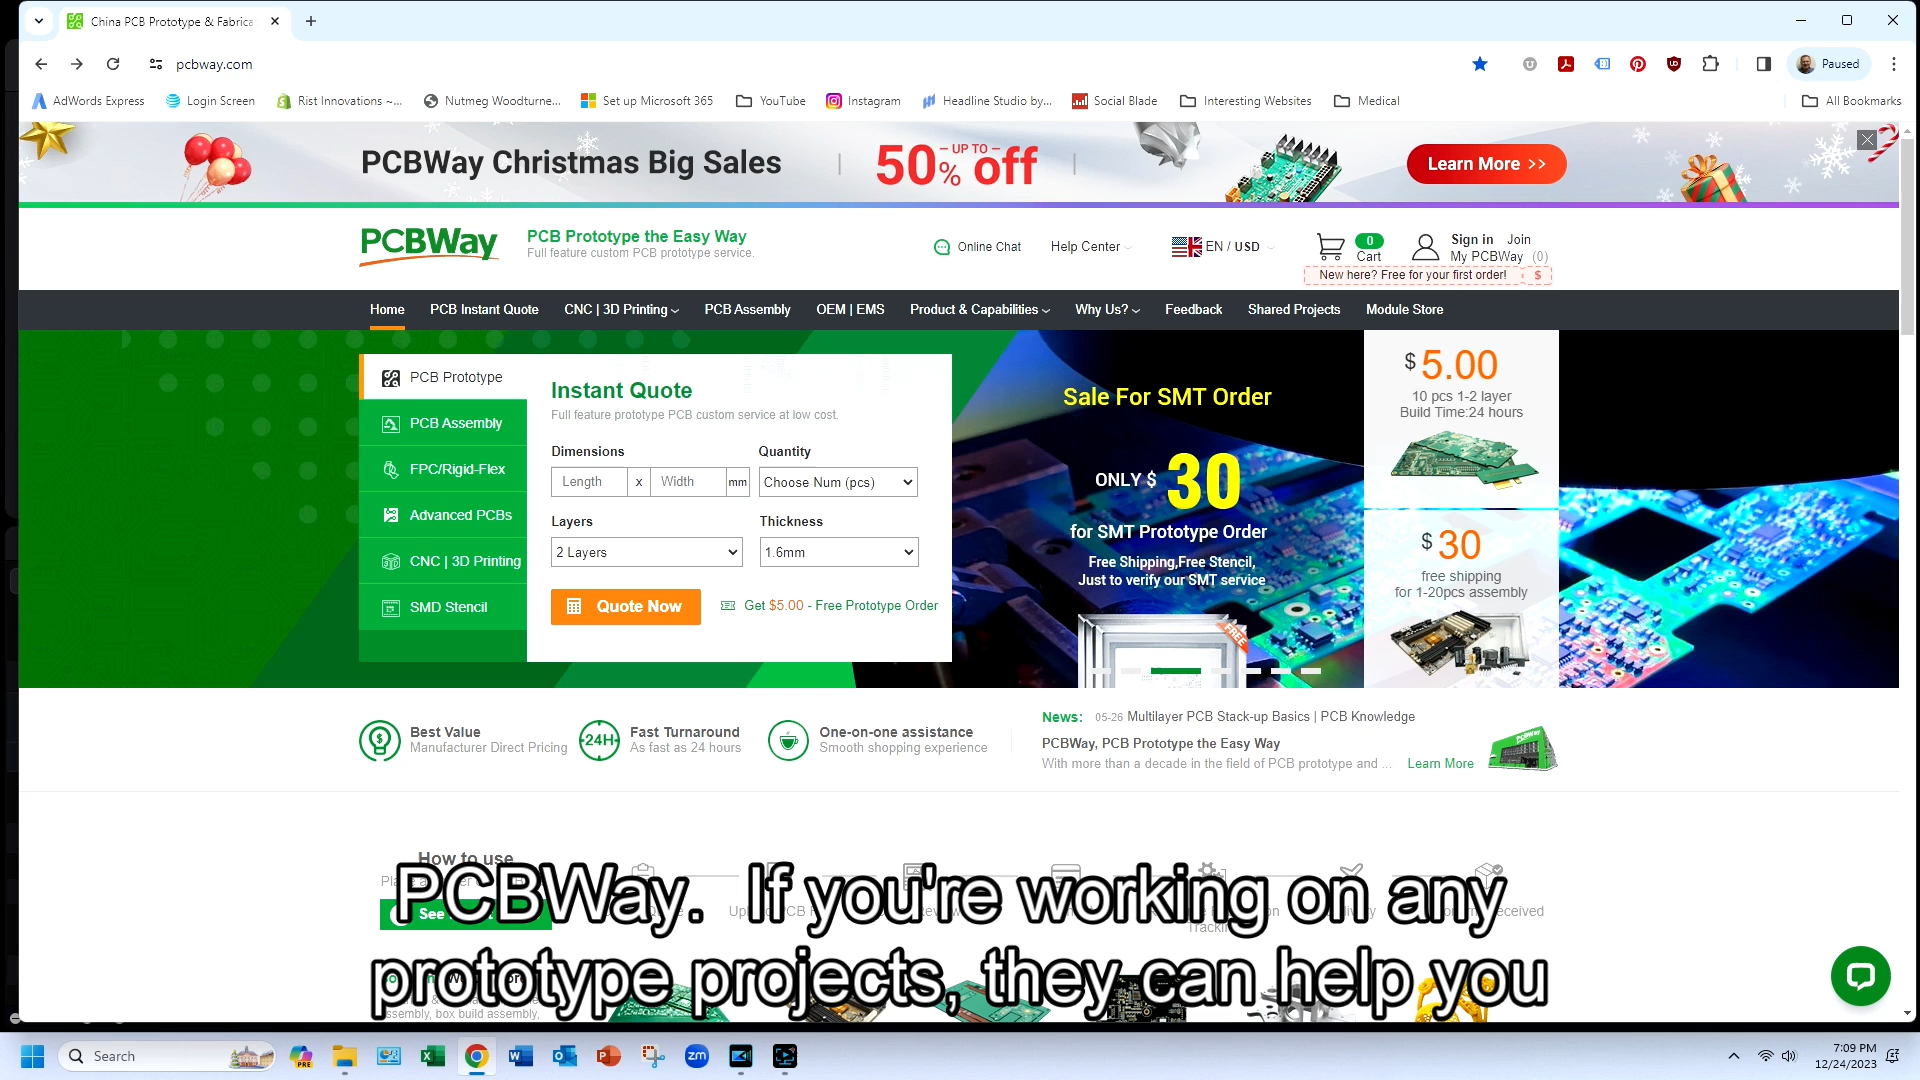 China PCB Prototype & Fabrica
pcbway.com
Paused
AdWords Express
Login Screen
Rist Innovations ~...
Nutmeg Woodturne...
Set up Microsoft 365
YouTube
Instagram
Headline Studio by...
Social Blade
Interesting Websites
Medical
All Bookmarks
PCBWay Christmas Big Sales
UP TO
50% off
Learn More >>
PCBWay
PCB Prototype the Easy Way
Full feature custom PCB prototype service.
Online Chat
Help Center
EN / USD
0
Cart
Sign in Join
My PCBWay (0)
New here? Free for your first order! $
Home
PCB Instant Quote
CNC | 3D Printing
PCB Assembly
OEM | EMS
Product & Capabilities
Why Us?
Feedback
Shared Projects
Module Store
PCB Prototype
PCB Assembly
FPC/Rigid-Flex
Advanced PCBs
CNC | 3D Printing
SMD Stencil
Instant Quote
Full feature prototype PCB custom service at low cost.
Dimensions
Quantity
Length x Width mm
Choose Num (pcs)
Layers
Thickness
2 Layers
1.6mm
Quote Now
Get $5.00 - Free Prototype Order
Sale For SMT Order
ONLY $ 30
for SMT Prototype Order
Free Shipping,Free Stencil,
Just to verify our SMT service
FREE
$ 5.00
10 pcs 1-2 layer
Build Time:24 hours
$ 30
free shipping
for 1-20pcs assembly
Best Value
Manufacturer Direct Pricing
24H
Fast Turnaround
As fast as 24 hours
One-on-one assistance
Smooth shopping experience
News: 05-26 Multilayer PCB Stack-up Basics | PCB Knowledge
PCBWay, PCB Prototype the Easy Way
With more than a decade in the field of PCB prototype and ... Learn More
How to use
See
PCBWay. If you're working on any
prototype projects, they can help you
Search
PRE
zm
7:09 PM
12/24/2023